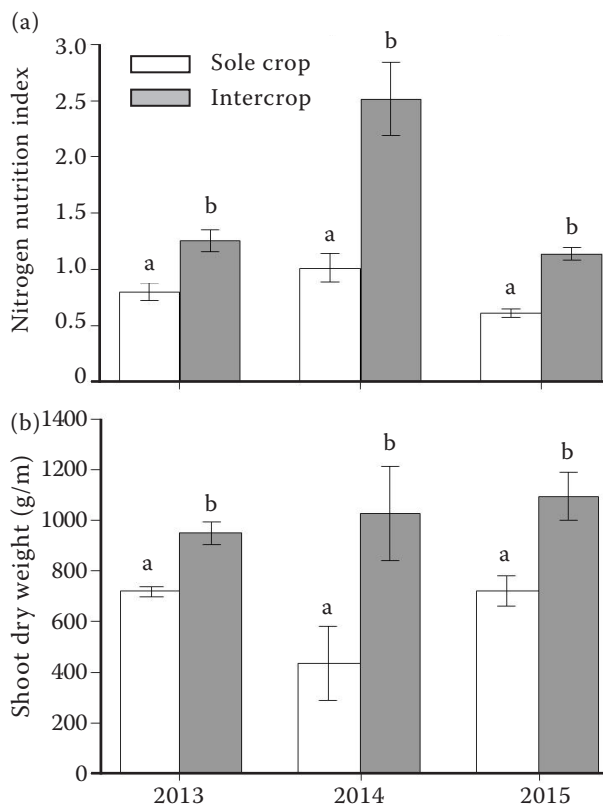 (a)
Nitrogen nutrition index
3.0
2.5
2.0
1.5
1.0
0.5
0
Sole crop
Intercrop
a
b
a
b
a
b
(b)
Shoot dry weight (g/m)
1400
1200
1000
800
600
400
200
0
a
b
a
b
a
b
2013
2014
2015